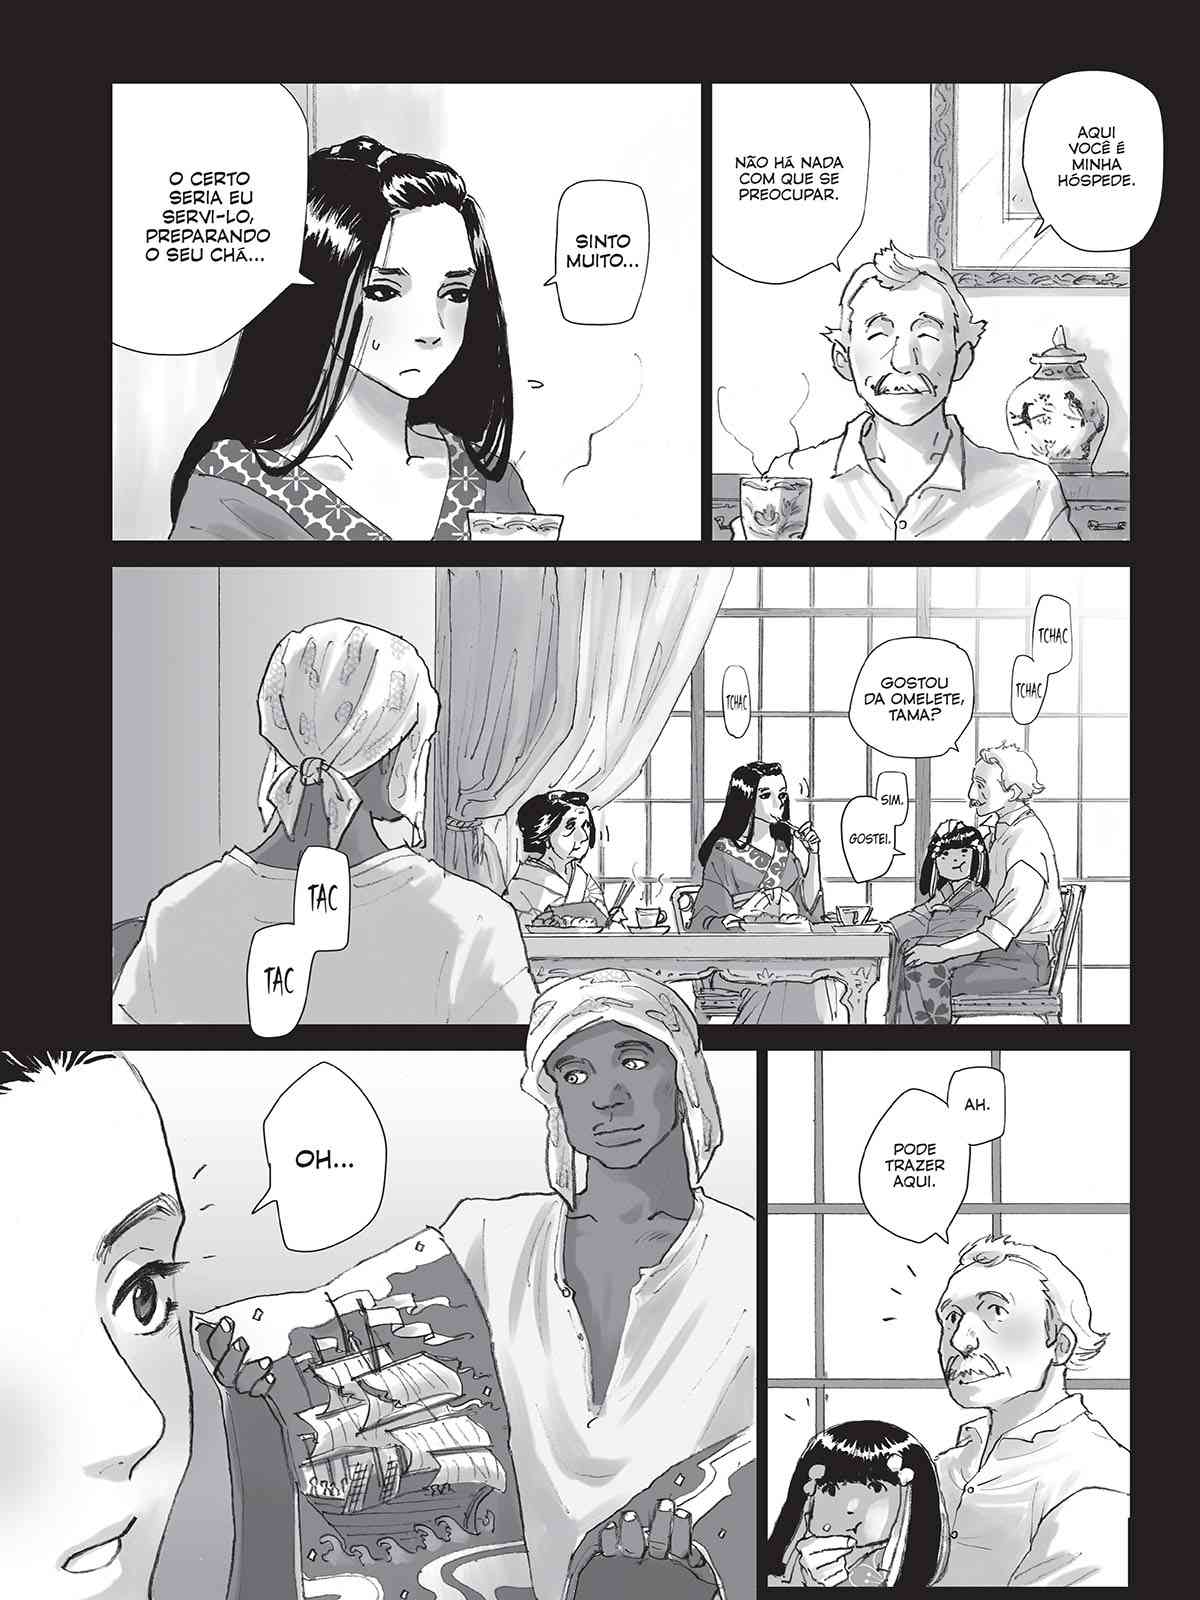 O CERTO
SERIA EU
SERVI-LO,
PREPARANDO
O SEU CHÁ...
SINTO
MUITO...
NÃO HÁ NADA
COM QUE SE
PREOCUPAR.
AQUI
VOCÊ É
MINHA
HÓSPEDE.
TCHAC
GOSTOU
DA OMELETE,
TAMA?
TCHAC
TCHAC
SIM.
GOSTEI.
TAC
TAC
OH...
AH.
PODE
TRAZER
AQUI.